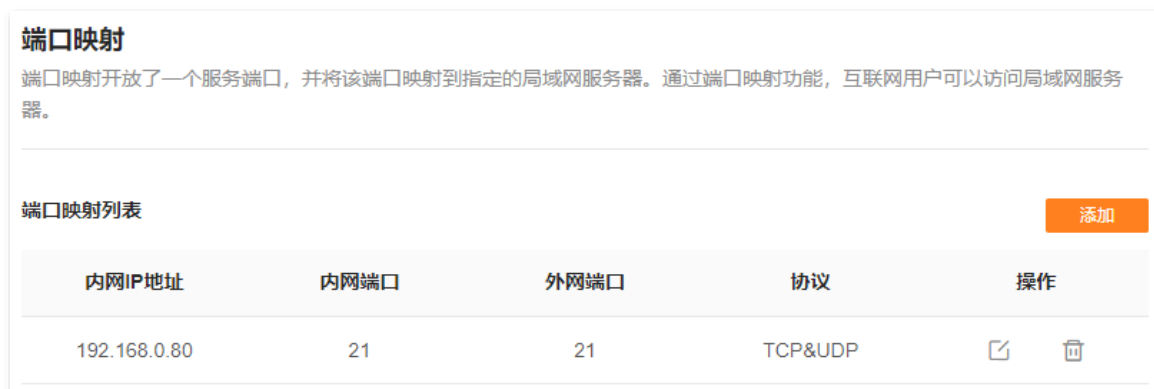 端口映射
端口映射开放了一个服务端口，并将该端口映射到指定的局域网服务器。通过端口映射功能，互联网用户可以访问局域网服务
器。
端口映射列表
添加
内网IP地址 内网端口 外网端口 协议 操作
192.168.0.80 21 21 TCP&UDP